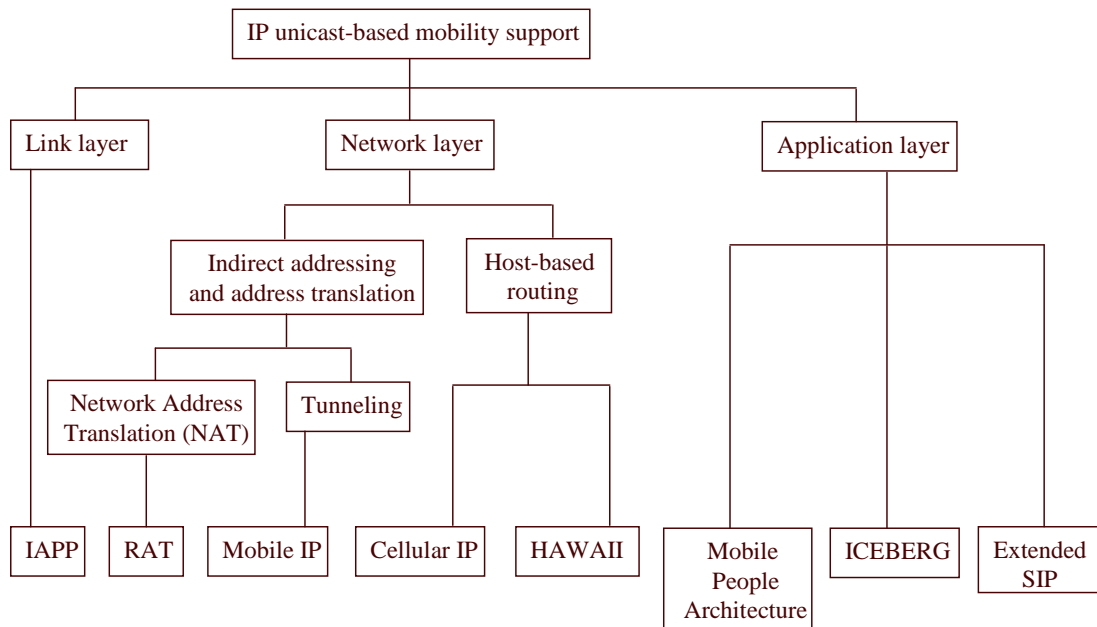 IP unicast-based mobility support
Link layer
Network layer
Application layer
Indirect addressing
and address translation
Host-based
routing
Network Address
Translation (NAT)
Tunneling
IAPP
RAT
Mobile IP
Cellular IP
HAWAII
Mobile
People
Architecture
ICEBERG
Extended
SIP